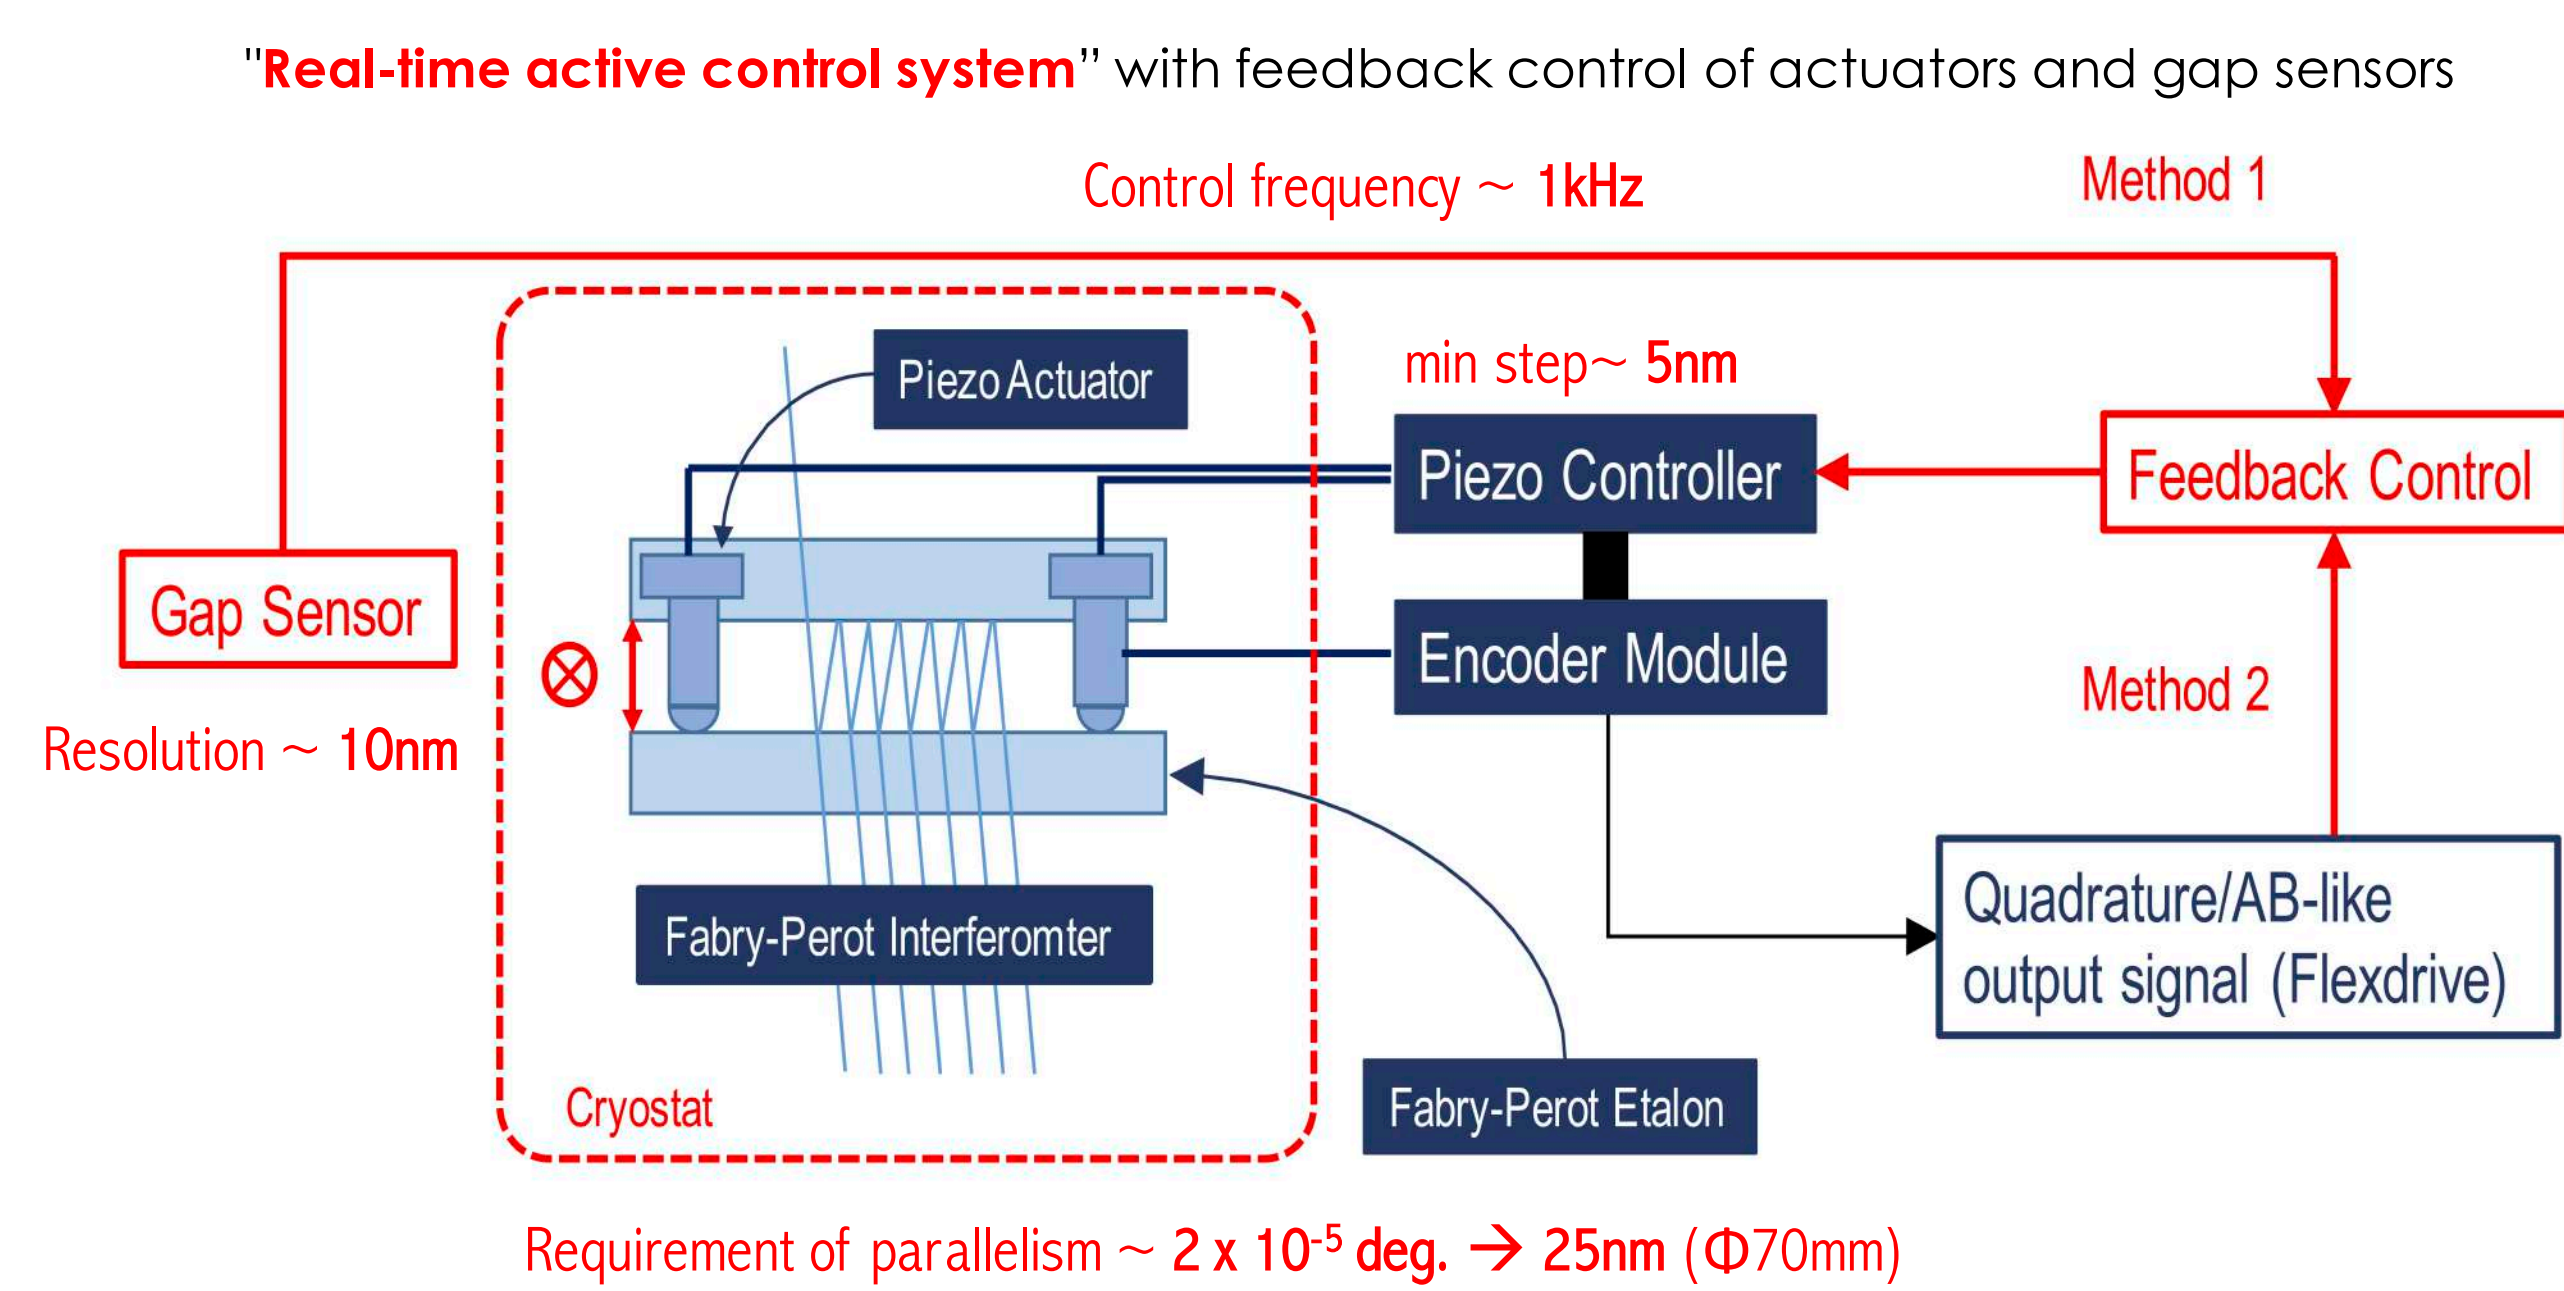 "Real-time active control system” with feedback control of actuators and gap sensors
Control frequency ~ 1kHz
Method 1
Piezo Actuator
min step~ 5nm
Piezo Controller
Feedback Control
Gap Sensor
Encoder Module
Method 2
Resolution ~ 10nm
Fabry-Perot Interferomter
Quadrature/AB-like
output signal (Flexdrive)
Cryostat
Fabry-Perot Etalon
Requirement of parallelism ~ 2 x 10⁻⁵ deg. → 25nm (Φ70mm)